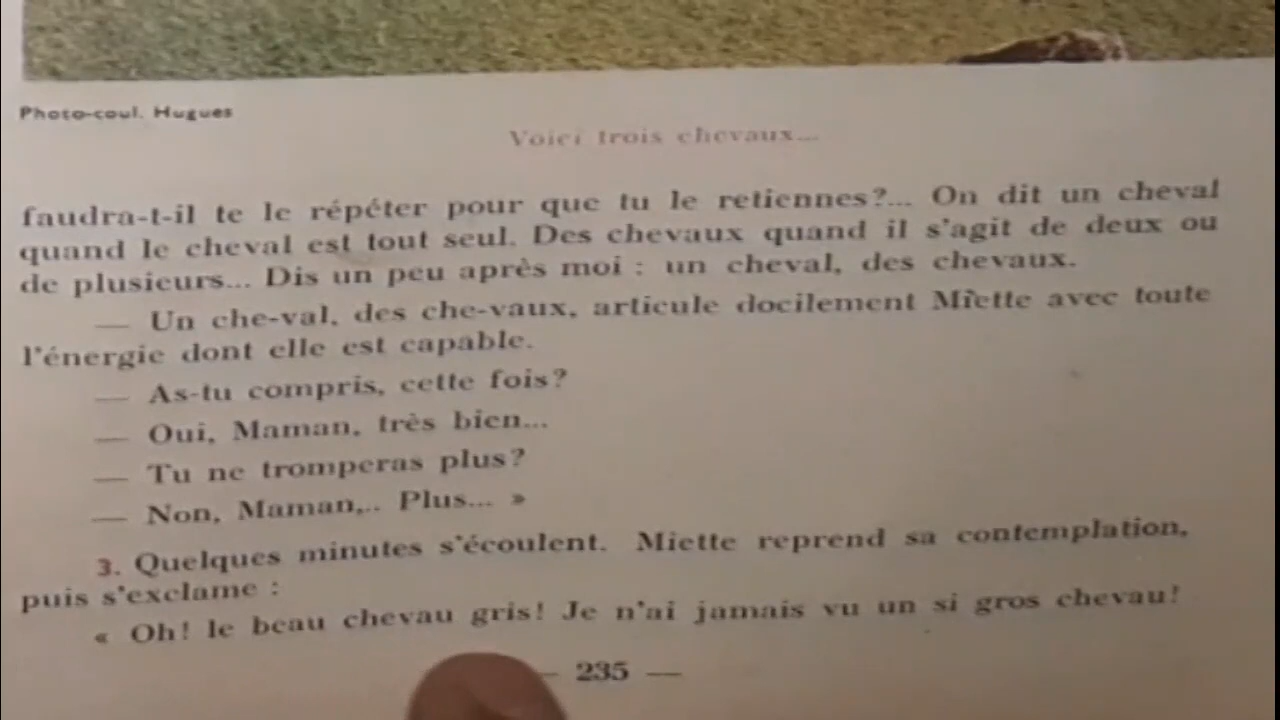 Photo-coul. Hugues
Voici trois chevaux...
faudra-t-il te le répéter pour que tu le retiennes?... On dit un cheval
quand le cheval est tout seul. Des chevaux quand il s'agit de deux ou
de plusieurs... Dis un peu après moi : un cheval, des chevaux.
— Un che-val, des che-vaux, articule docilement Miette avec toute
l'énergie dont elle est capable.
— As-tu compris, cette fois?
— Oui, Maman, très bien...
— Tu ne tromperas plus?
— Non, Maman,.. Plus... »
3. Quelques minutes s'écoulent. Miette reprend sa contemplation,
puis s'exclame :
« Oh! le beau chevau gris! Je n'ai jamais vu un si gros chevau!
— 235 —